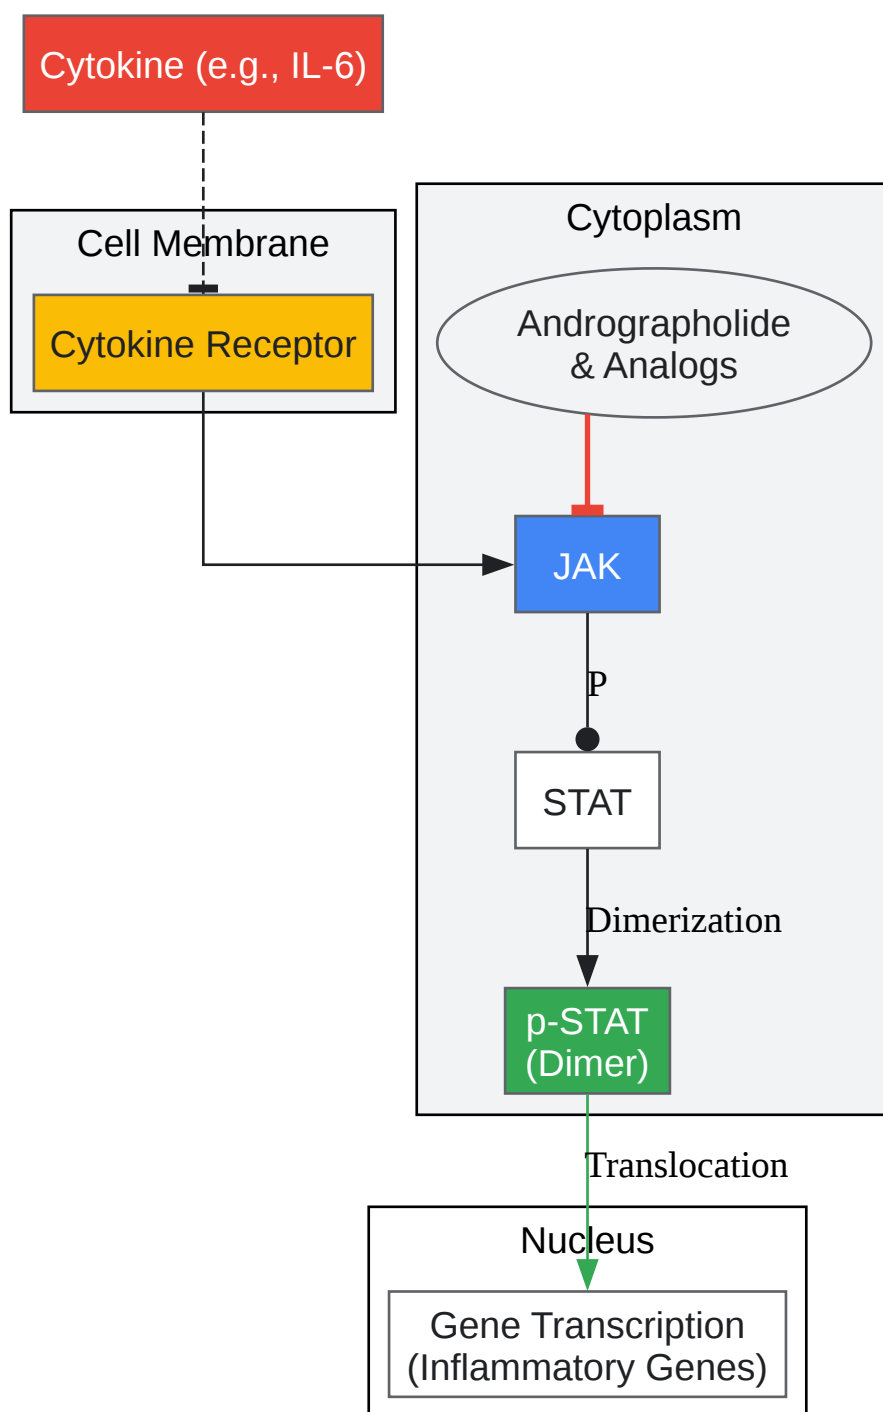 Cytokine (e.g., IL-6)
Cell Membrane
Cytokine Receptor
Cytoplasm
Andrographolide
& Analogs
JAK
P
STAT
Dimerization
p-STAT
(Dimer)
Translocation
Nucleus
Gene Transcription
(Inflammatory Genes)